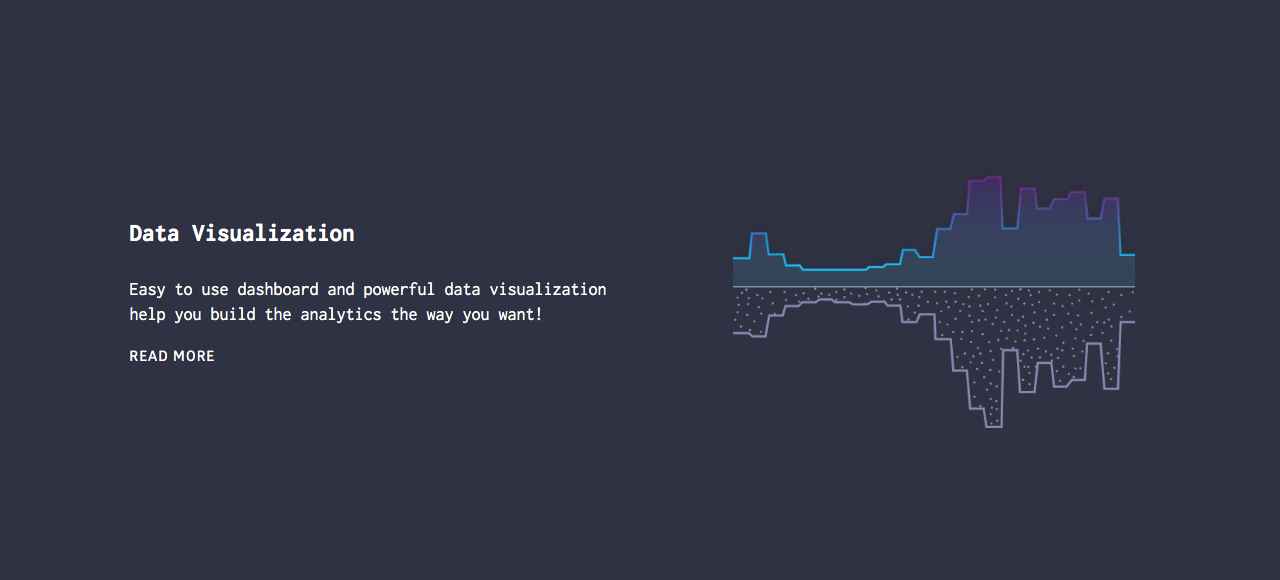 Data Visualization
Easy to use dashboard and powerful data visualization
help you build the analytics the way you want!
READ MORE